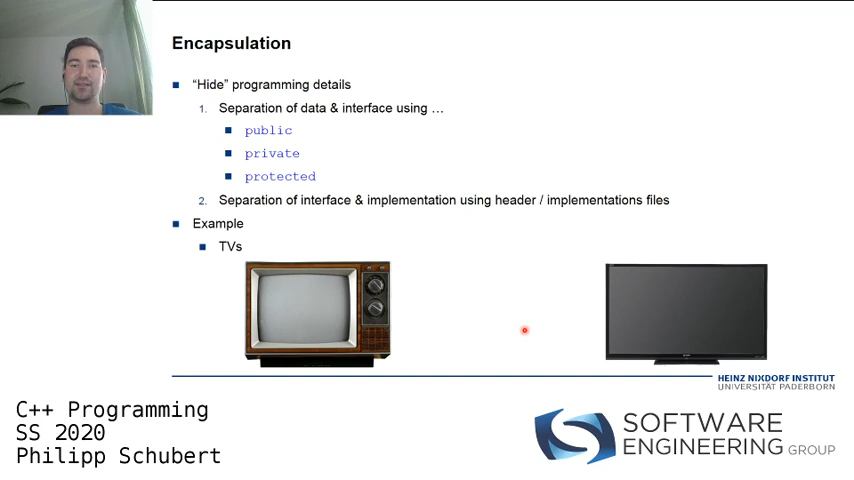 Encapsulation
“Hide” programming details
1. Separation of data & interface using …
public
private
protected
2. Separation of interface & implementation using header / implementations files
Example
TVs
HEINZ NIXDORF INSTITUT
UNIVERSITÄT PADERBORN
C++ Programming
SS 2020
Philipp Schubert
SOFTWARE
ENGINEERING GROUP